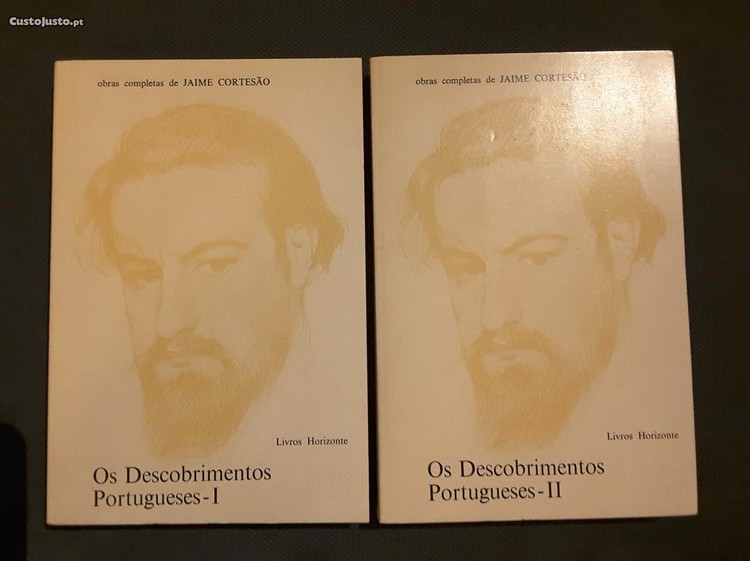 CustoJusto.pt
obras completas de JAIME CORTESÃO
Livros Horizonte
Os Descobrimentos
Portugueses-I
obras completas de JAIME CORTESÃO
Livros Horizonte
Os Descobrimentos
Portugueses-II